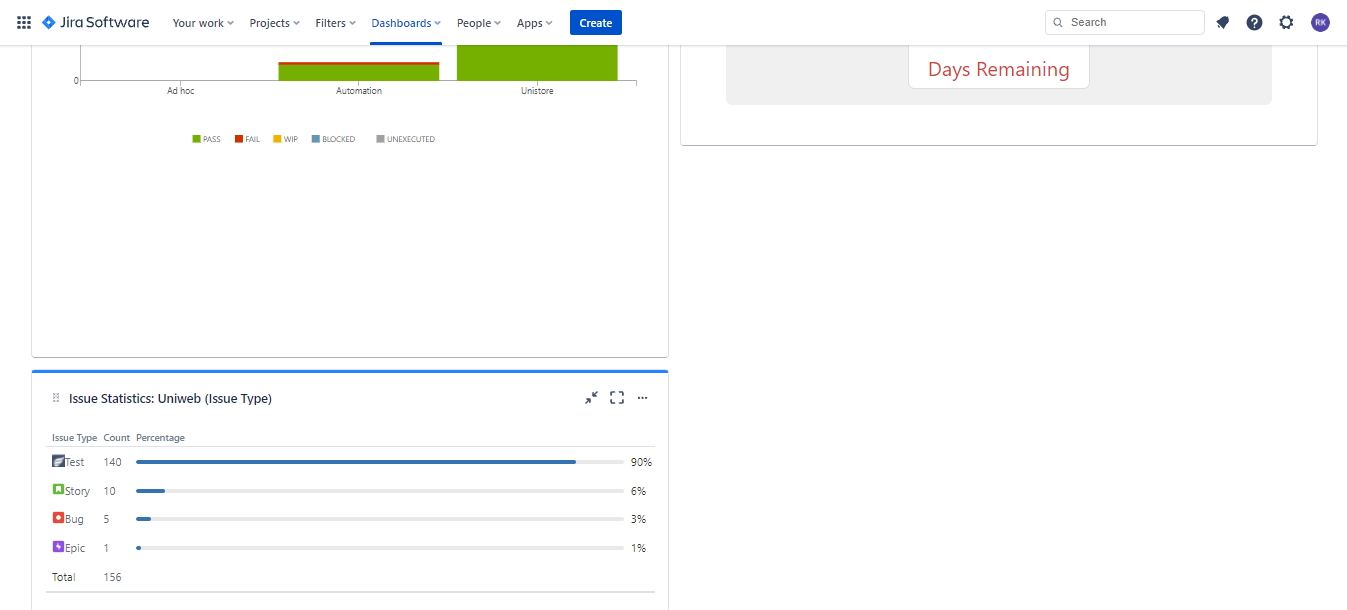 Jira Software Your work Projects Filters Dashboards People Apps Create Search RK
0
Ad hoc Automation Unistore
PASS FAIL WIP BLOCKED UNEXECUTED
Days Remaining
Issue Statistics: Uniweb (Issue Type)
Issue Type Count Percentage
Test 140 90%
Story 10 6%
Bug 5 3%
Epic 1 1%
Total 156